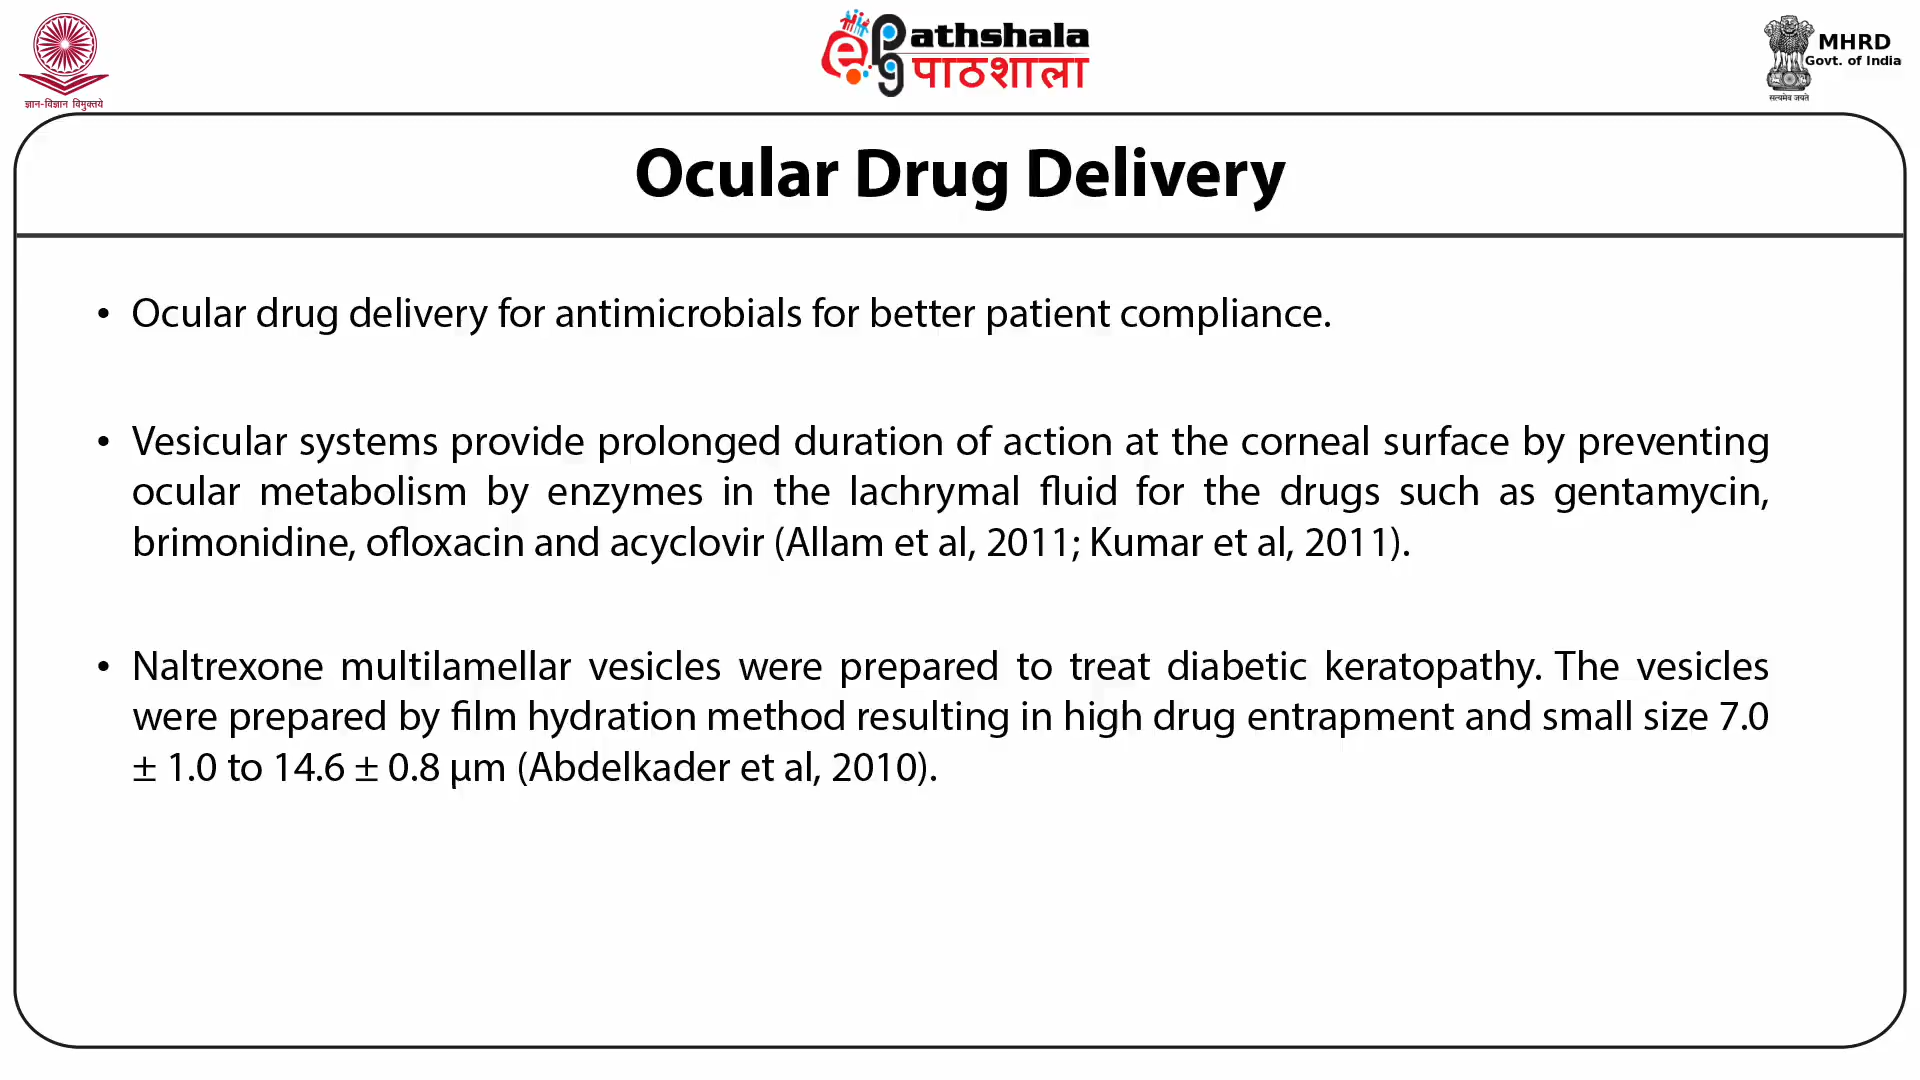 ज्ञान-विज्ञान विमुक्तये
ePGathshala
पाठशाला
MHRD
Govt. of India
सत्यमेव जयते
Ocular Drug Delivery
• Ocular drug delivery for antimicrobials for better patient compliance.
• Vesicular systems provide prolonged duration of action at the corneal surface by preventing
ocular metabolism by enzymes in the lachrymal fluid for the drugs such as gentamycin,
brimonidine, ofloxacin and acyclovir (Allam et al, 2011; Kumar et al, 2011).
• Naltrexone multilamellar vesicles were prepared to treat diabetic keratopathy. The vesicles
were prepared by film hydration method resulting in high drug entrapment and small size 7.0
± 1.0 to 14.6 ± 0.8 µm (Abdelkader et al, 2010).